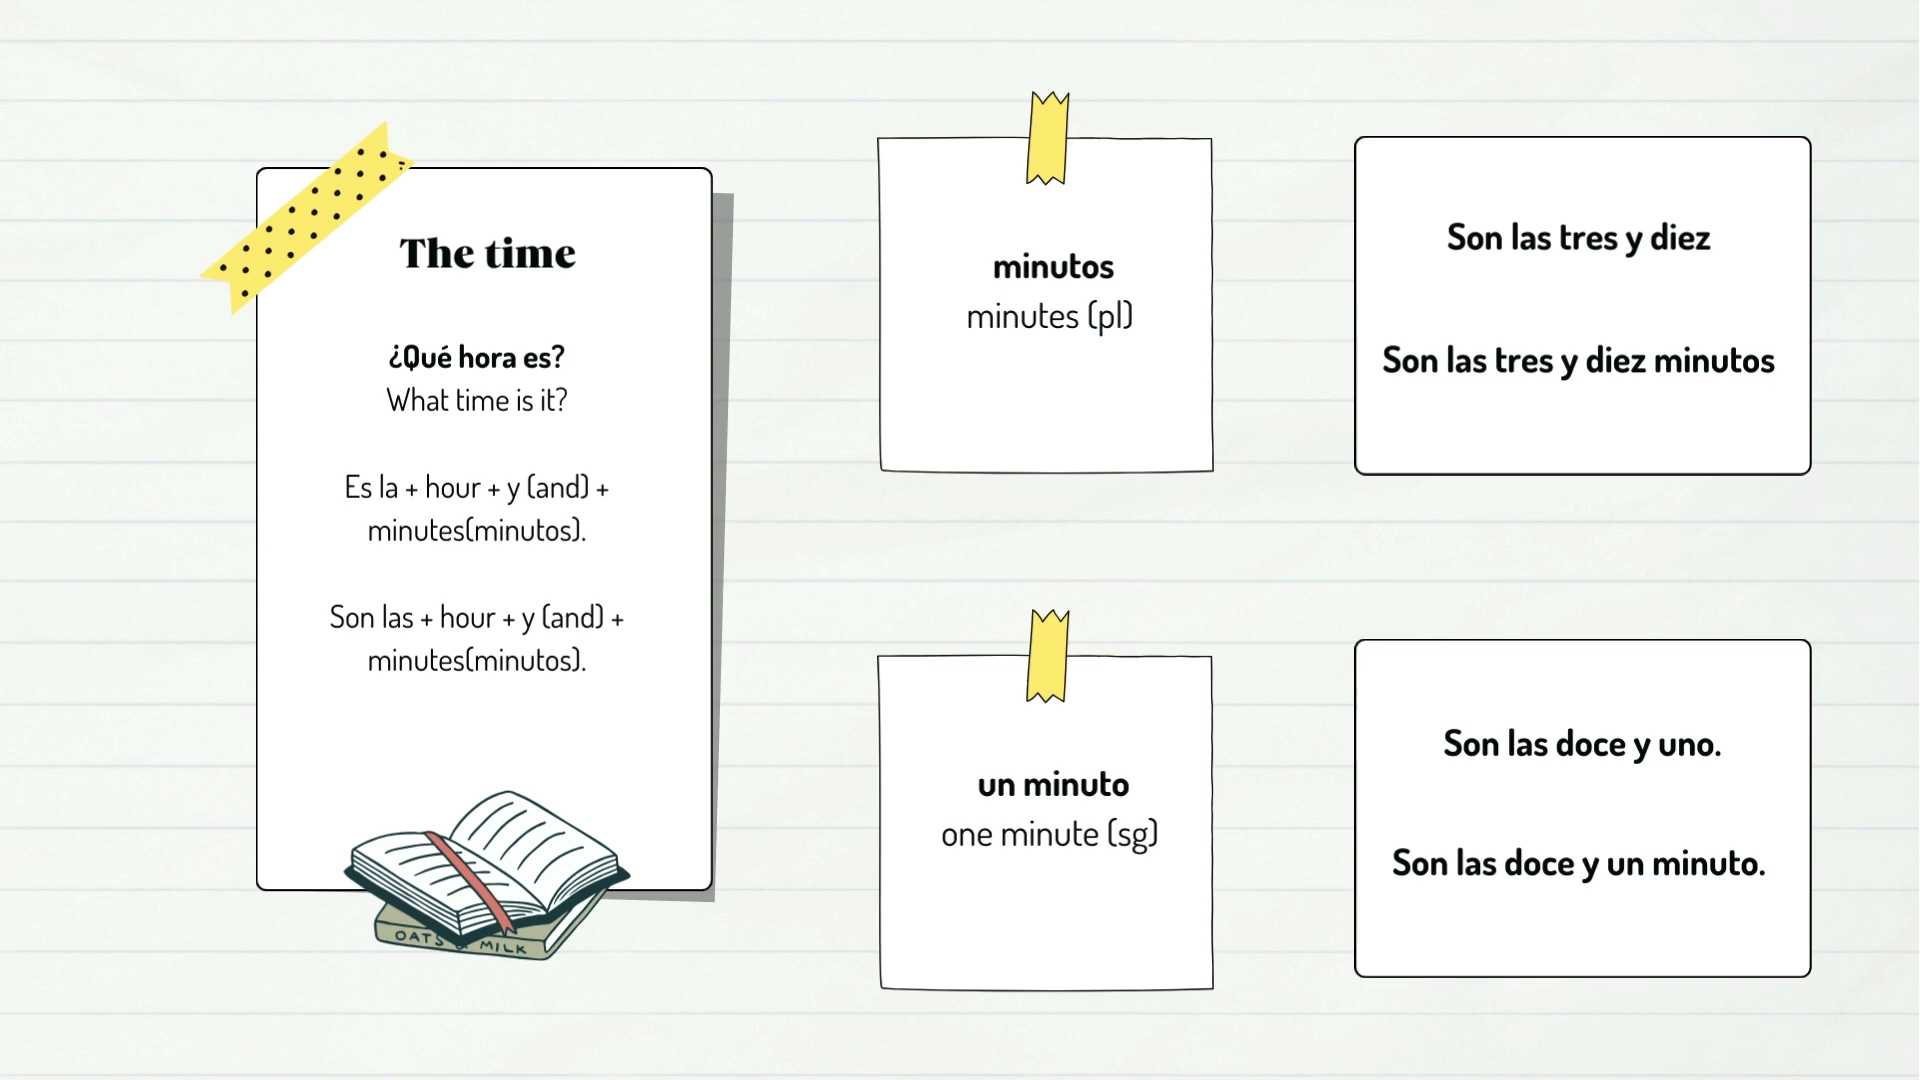 The time
¿Qué hora es?
What time is it?
Es la + hour + y (and) +
minutes(minutos).
Son las + hour + y (and) +
minutes(minutos).
OATS & MILK
minutos
minutes (pl)
Son las tres y diez
Son las tres y diez minutos
un minuto
one minute (sg)
Son las doce y uno.
Son las doce y un minuto.